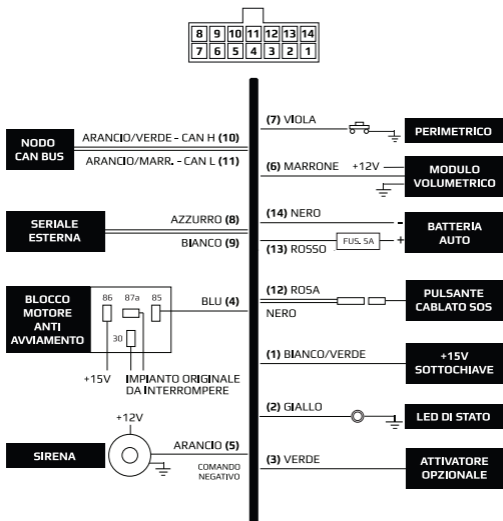 8 9 10 11 12 13 14
7 6 5 4 3 2 1
NODO
CAN BUS
ARANCIO/VERDE - CAN H (10)
ARANCIO/MARR. - CAN L (11)
SERIALE
ESTERNA
AZZURRO (8)
BIANCO (9)
BLOCCO
MOTORE
ANTI
AVVIAMENTO
86 87a 85
30
BLU (4)
+15V
IMPIANTO ORIGINALE
DA INTERROMPERE
SIRENA
+12V
ARANCIO (5)
COMANDO
NEGATIVO
(7) VIOLA
PERIMETRICO
(6) MARRONE
+12V
MODULO
VOLUMETRICO
(14) NERO
-
FUS. 5A
+
(13) ROSSO
BATTERIA
AUTO
(12) ROSA
NERO
PULSANTE
CABLATO SOS
(1) BIANCO/VERDE
+15V
SOTTOCHIAVE
(2) GIALLO
LED DI STATO
(3) VERDE
ATTIVATORE
OPZIONALE